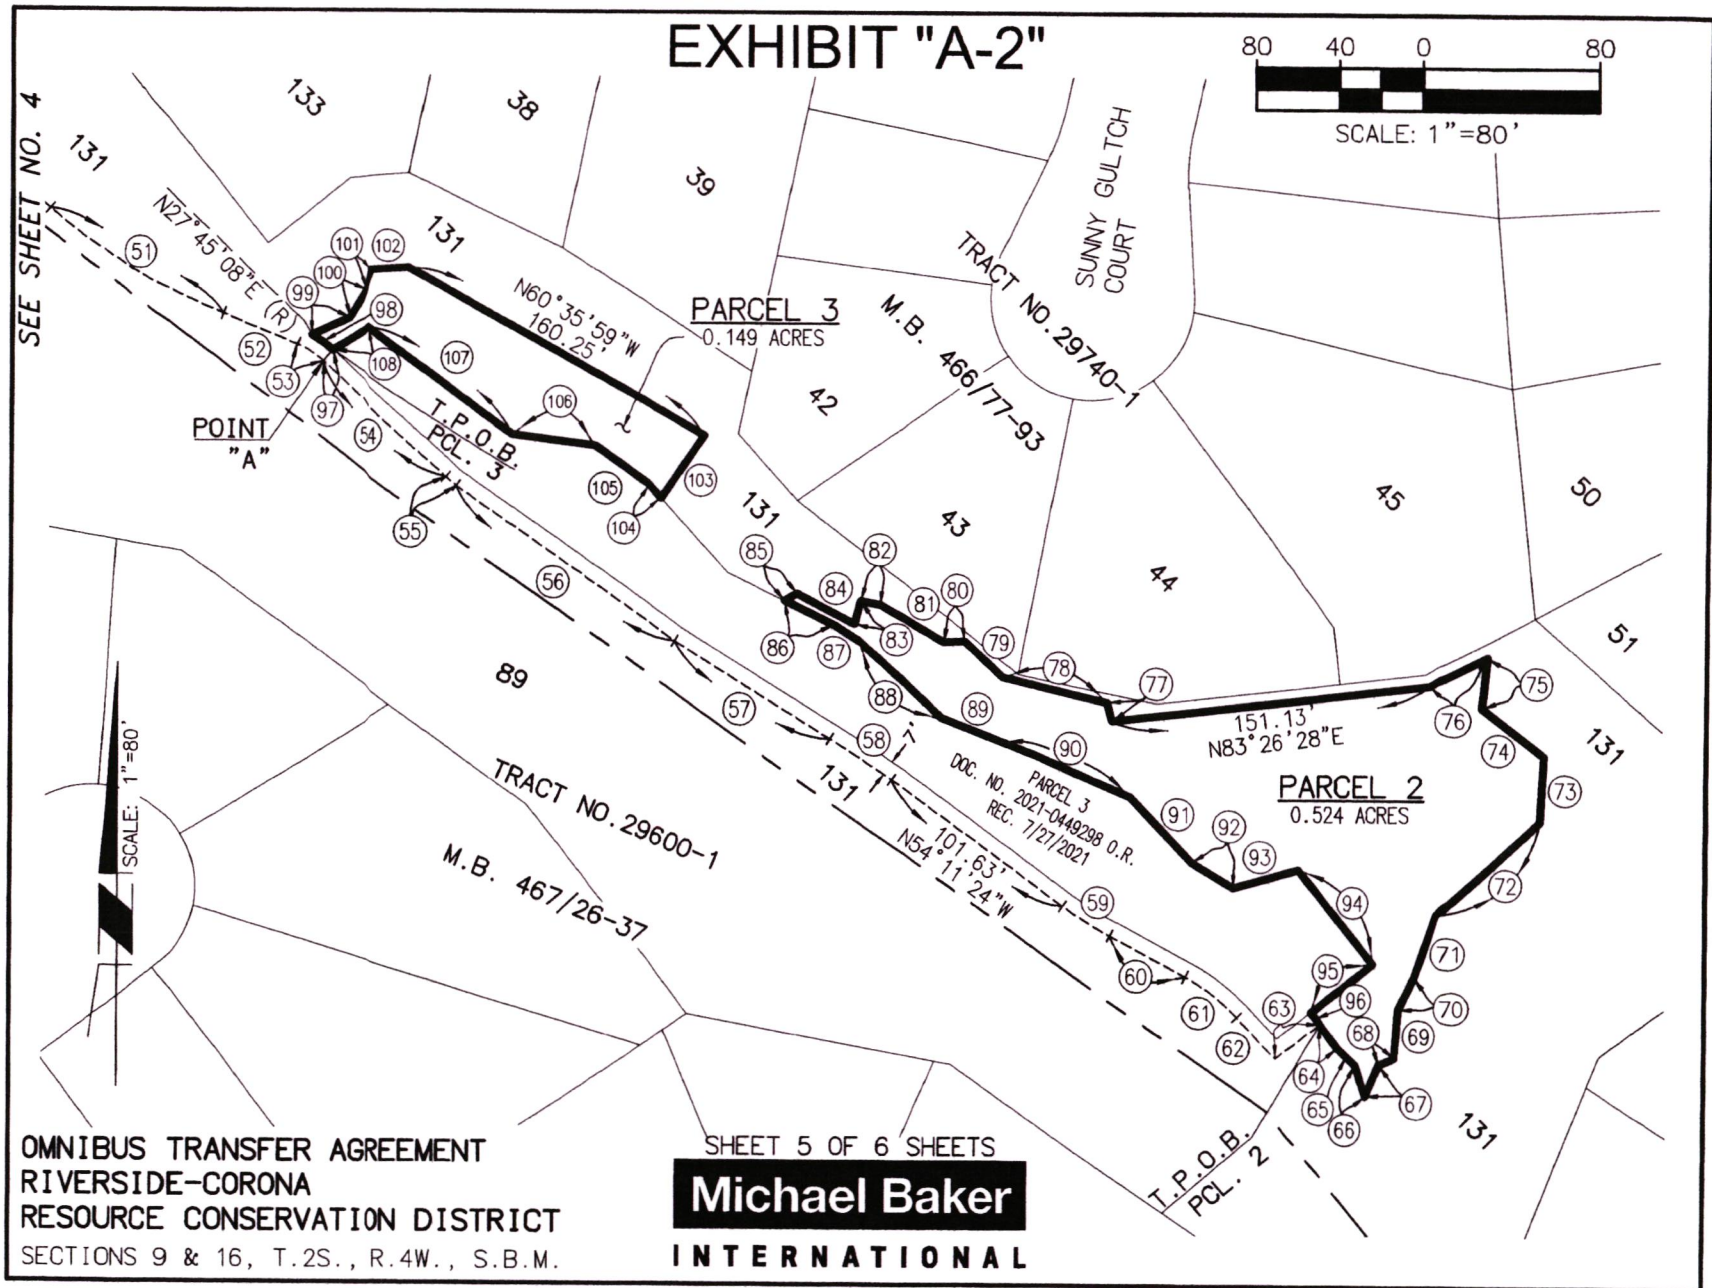 EXHIBIT "A-2"
80 40 0 80
SCALE: 1"=80'
SEE SHEET NO. 4
133
38
39
131
131
N27°45'08"E (R)
N60°35'59"W
160.25'
PARCEL 3
0.149 ACRES
TRACT NO.29740-1
M.B. 466/77-93
SUNNY GULTCH
COURT
42
43
44
45
50
51
131
51
52
53
54
55
56
57
58
59
60
61
62
63
64
65
66
67
68
69
70
71
72
73
74
75
76
77
78
79
80
81
82
83
84
85
86
87
88
89
90
91
92
93
94
95
96
97
98
99
100
101
102
103
104
105
106
107
108
POINT
"A"
T.P.O.B.
PCL. 3
89
7'
131
151.13'
N83°26'28"E
131
PARCEL 2
0.524 ACRES
PARCEL 3
DOC. NO. 2021-0449298 O.R.
REC. 7/27/2021
101.63'
N54°11'24"W
TRACT NO.29600-1
M.B. 467/26-37
SCALE: 1"=80'
131
T.P.O.B.
PCL. 2
OMNIBUS TRANSFER AGREEMENT
RIVERSIDE-CORONA
RESOURCE CONSERVATION DISTRICT
SECTIONS 9 & 16, T.2S., R.4W., S.B.M.
SHEET 5 OF 6 SHEETS
Michael Baker
INTERNATIONAL